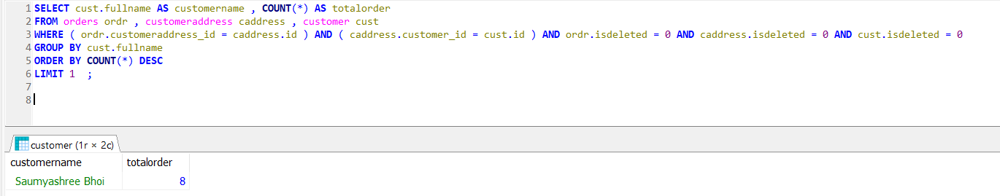 1 SELECT cust.fullname AS customername , COUNT(*) AS totalorder
2 FROM orders ordr , customeraddress caddress , customer cust
3 WHERE ( ordr.customeraddress_id = caddress.id ) AND ( caddress.customer_id = cust.id ) AND ordr.isdeleted = 0 AND caddress.isdeleted = 0 AND cust.isdeleted = 0
4 GROUP BY cust.fullname
5 ORDER BY COUNT(*) DESC
6 LIMIT 1 ;
7
8
customer (1r × 2c)
customername totalorder
Saumyashree Bhoi 8